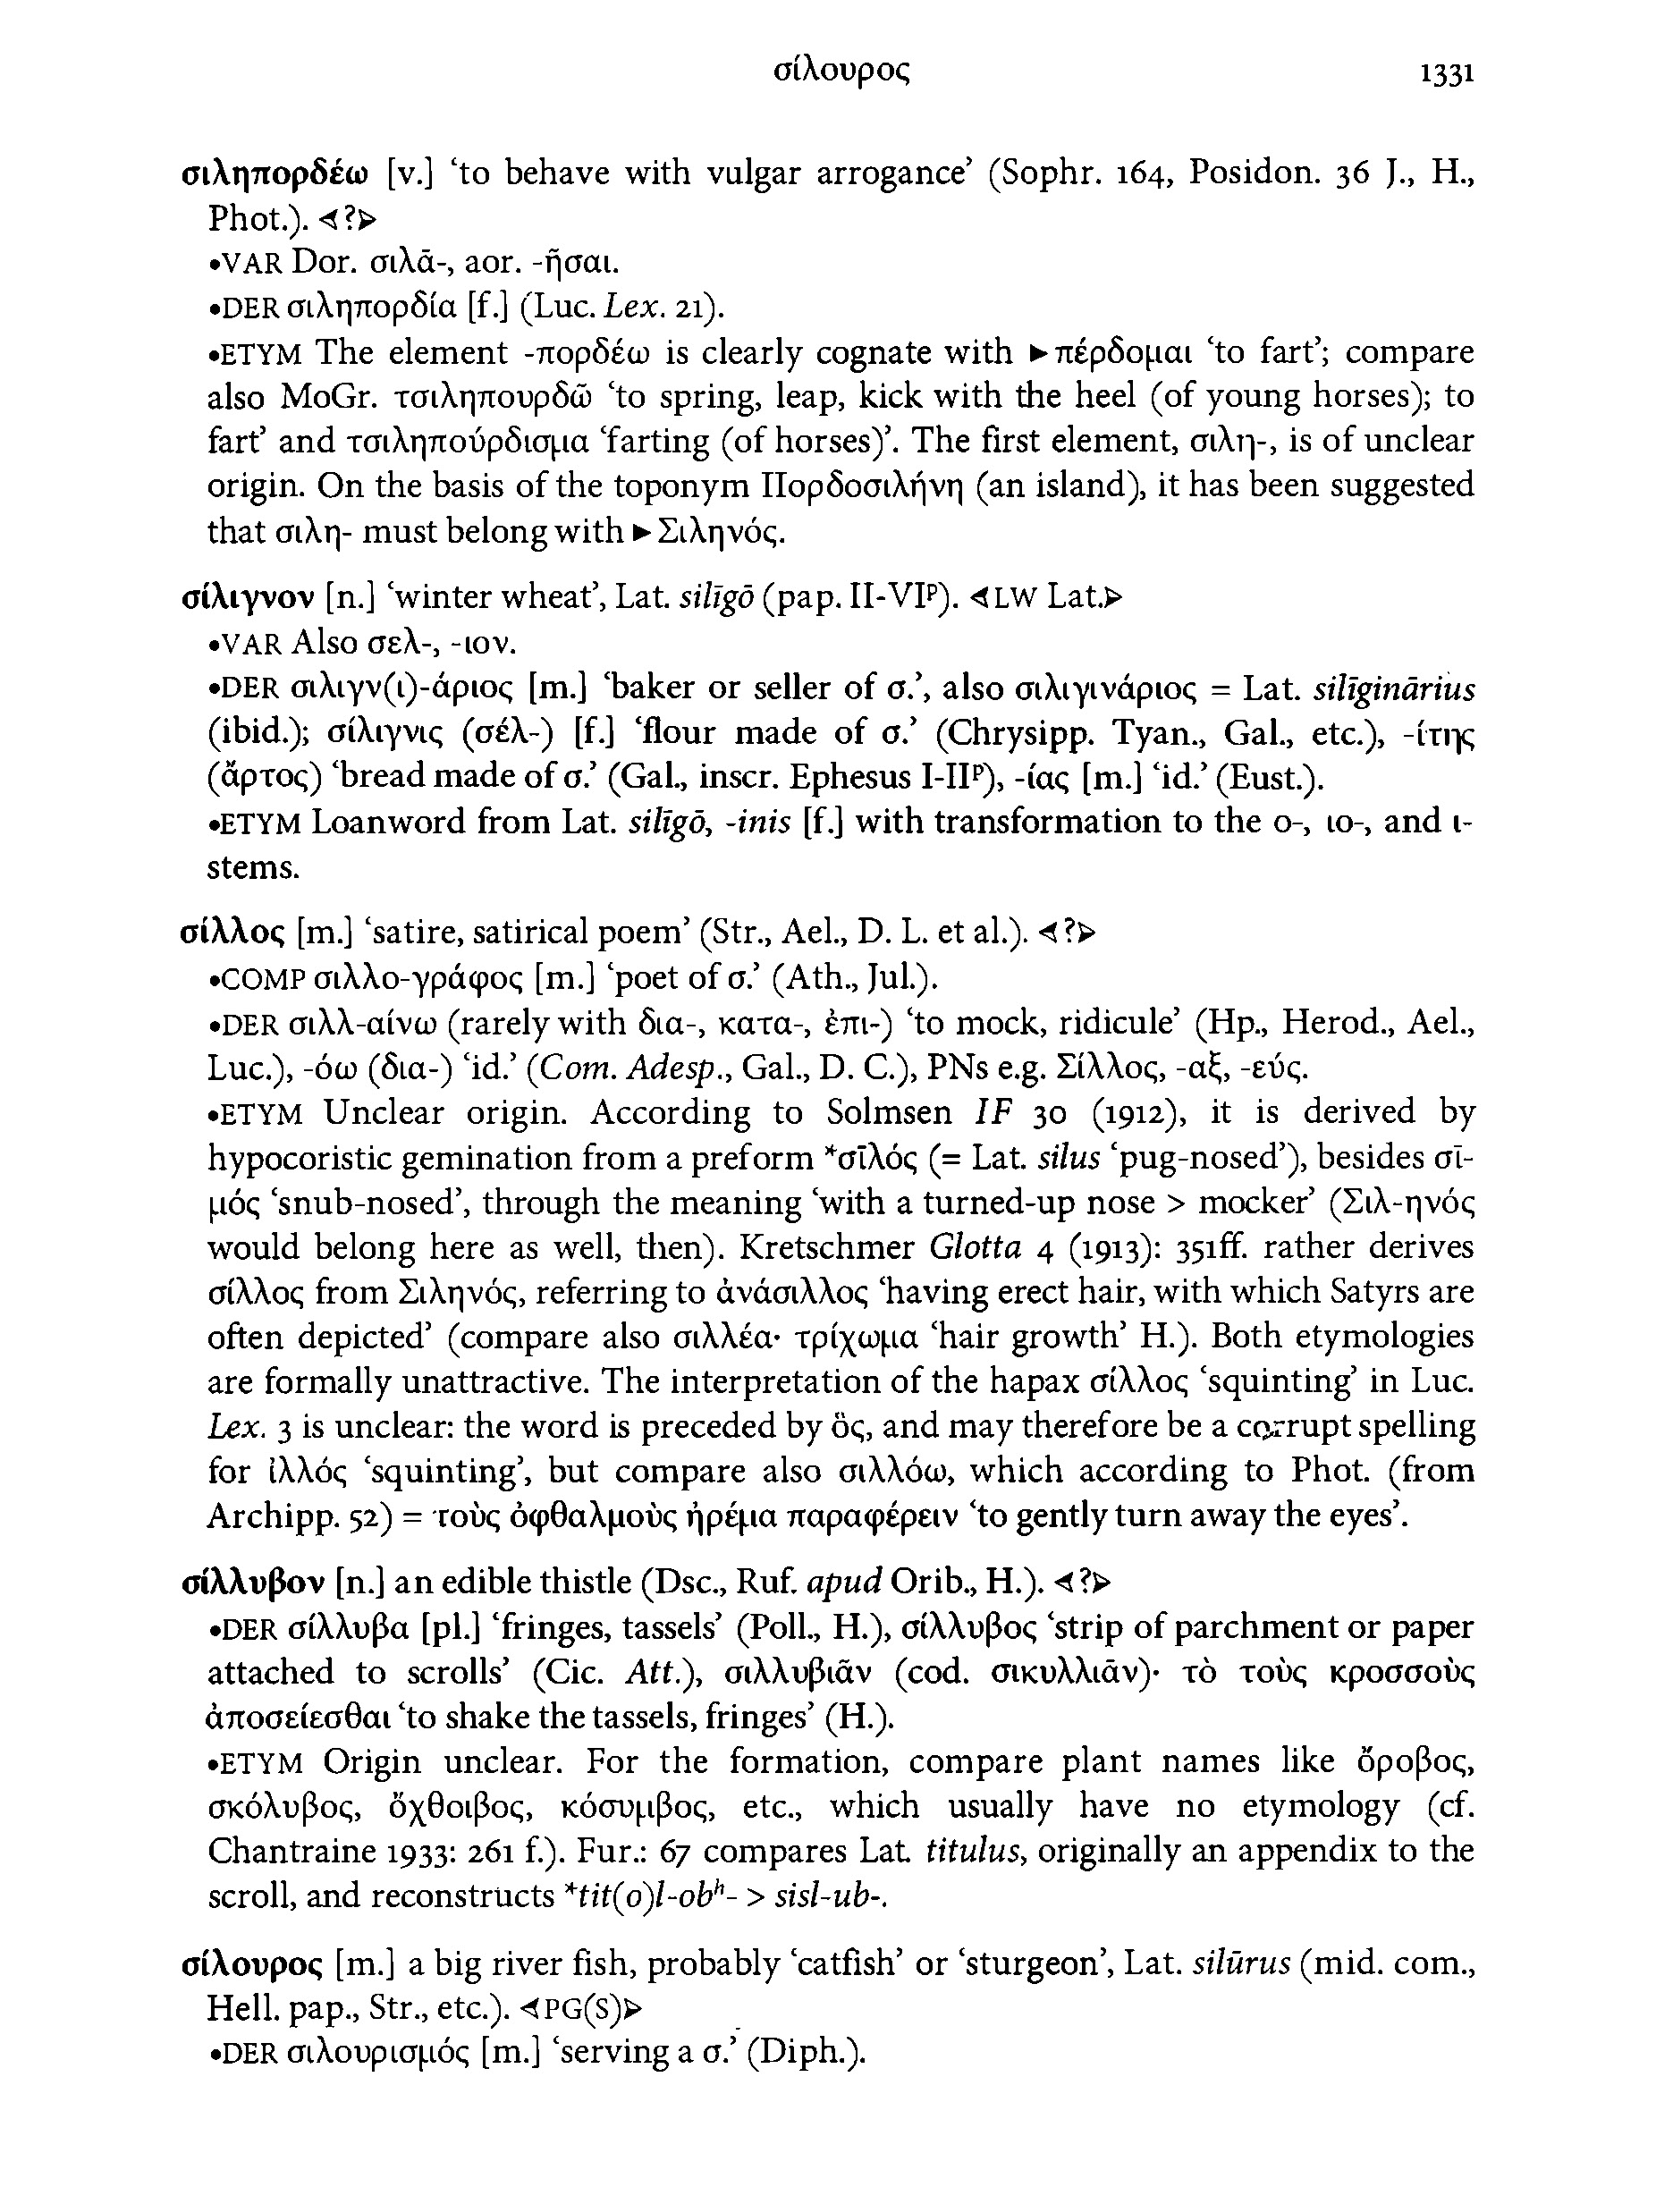 σίλουρος 1331
σιληπορδέω [v.] ‘to behave with vulgar arrogance’ (Sophr. 164, Posidon. 36 J., H.,
Phot.). ⋖?⋗
•VAR Dor. σιλᾱ-, aor. -ῆσαι.
•DER σιληπορδία [f.] (Luc. Lex. 21).
•ETYM The element -πορδέω is clearly cognate with ►πέρδομαι ‘to fart’; compare
also MoGr. τσιληπουρδῶ ‘to spring, leap, kick with the heel (of young horses); to
fart’ and τσιληπούρδισμα ‘farting (of horses)’. The first element, σιλη-, is of unclear
origin. On the basis of the toponym Πορδοσιλήνη (an island), it has been suggested
that σιλη- must belong with ►Σιληνός.
σίλιγνον [n.] ‘winter wheat’, Lat. silīgō (pap. II-VIᵖ). ⋖LW Lat.⋗
•VAR Also σελ-, -ιον.
•DER σιλιγν(ι)-άριος [m.] ‘baker or seller of σ.’, also σιλιγινάριος = Lat. silīginārius
(ibid.); σίλιγνις (σέλ-) [f.] ‘flour made of σ.’ (Chrysipp. Tyan., Gal., etc.), -ίτης
(ἄρτος) ‘bread made of σ.’ (Gal., inscr. Ephesus I-IIᵖ), -ίας [m.] ‘id.’ (Eust.).
•ETYM Loanword from Lat. silīgō, -inis [f.] with transformation to the ο-, ιο-, and ι-
stems.
σίλλος [m.] ‘satire, satirical poem’ (Str., Ael., D. L. et al.). ⋖?⋗
•COMP σιλλο-γράφος [m.] ‘poet of σ.’ (Ath., Jul.).
•DER σιλλ-αίνω (rarely with δια-, κατα-, ἐπι-) ‘to mock, ridicule’ (Hp., Herod., Ael.,
Luc.), -όω (δια-) ‘id.’ (Com. Adesp., Gal., D. C.), PNs e.g. Σίλλος, -αξ, -εύς.
•ETYM Unclear origin. According to Solmsen IF 30 (1912), it is derived by
hypocoristic gemination from a preform *σῑλός (= Lat. silus ‘pug-nosed’), besides σῑ-
μός ‘snub-nosed’, through the meaning ‘with a turned-up nose > mocker’ (Σιλ-ηνός
would belong here as well, then). Kretschmer Glotta 4 (1913): 351ff. rather derives
σίλλος from Σιληνός, referring to ἀνάσιλλος ‘having erect hair, with which Satyrs are
often depicted’ (compare also σιλλέα· τρίχωμα ‘hair growth’ H.). Both etymologies
are formally unattractive. The interpretation of the hapax σίλλος ‘squinting’ in Luc.
Lex. 3 is unclear: the word is preceded by ὅς, and may therefore be a corrupt spelling
for ἰλλός ‘squinting’, but compare also σιλλόω, which according to Phot. (from
Archipp. 52) = τοὺς ὀφθαλμοὺς ἠρέμα παραφέρειν ‘to gently turn away the eyes’.
σίλλυβον [n.] an edible thistle (Dsc., Ruf. apud Orib., H.). ⋖?⋗
•DER σίλλυβα [pl.] ‘fringes, tassels’ (Poll., H.), σίλλυβος ‘strip of parchment or paper
attached to scrolls’ (Cic. Att.), σιλλυβιᾶν (cod. σικυλλιᾶν)· τὸ τοὺς κροσσοὺς
ἀποσείεσθαι ‘to shake the tassels, fringes’ (H.).
•ETYM Origin unclear. For the formation, compare plant names like ὄροβος,
σκόλυβος, ὄχθοιβος, κόσυμβος, etc., which usually have no etymology (cf.
Chantraine 1933: 261 f.). Fur.: 67 compares Lat. titulus, originally an appendix to the
scroll, and reconstructs *tit(o)l-obʰ- > sisl-ub-.
σίλουρος [m.] a big river fish, probably ‘catfish’ or ‘sturgeon’, Lat. silūrus (mid. com.,
Hell. pap., Str., etc.). ⋖PG(S)⋗
•DER σιλουρισμός [m.] ‘serving a σ.’ (Diph.).